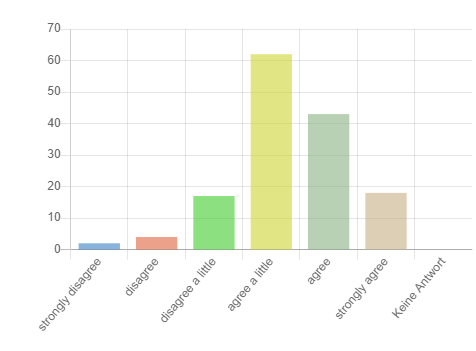 70
60
50
40
30
20
10
0
strongly disagree
disagree
disagree a little
agree a little
agree
strongly agree
Keine Antwort